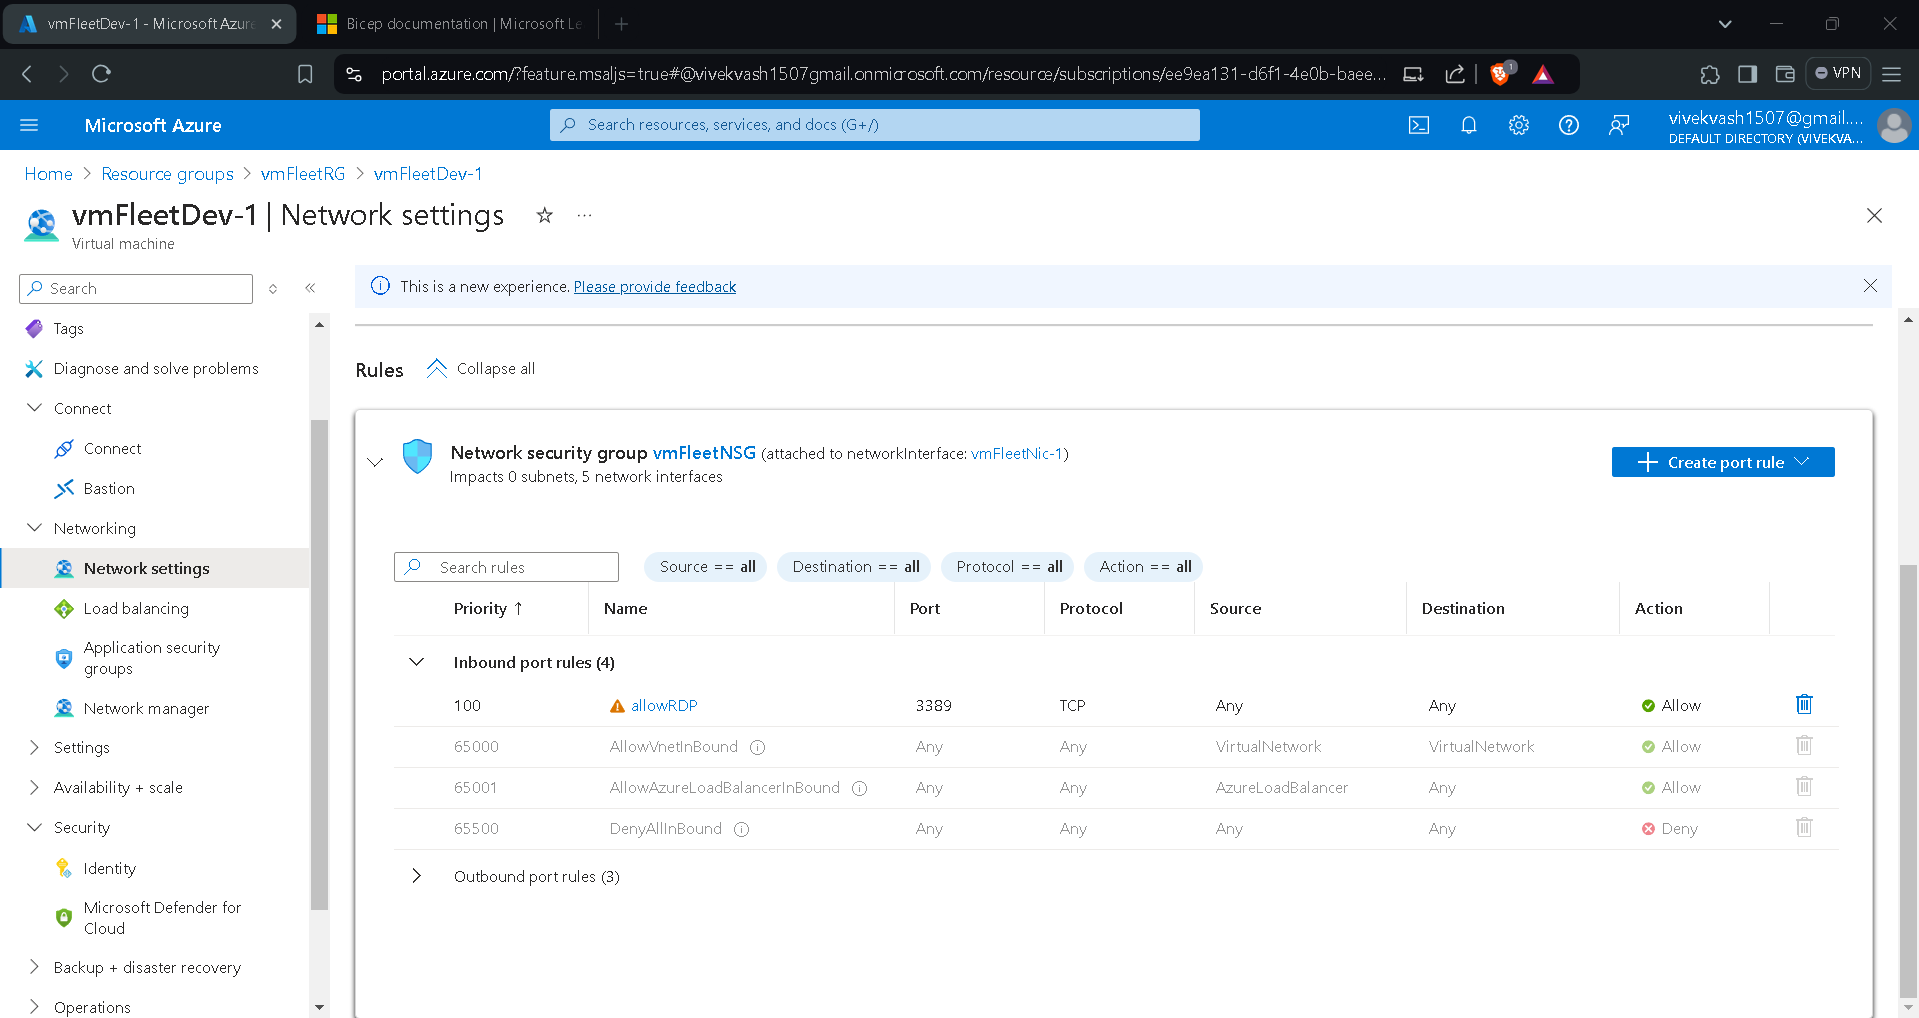 vmFleetDev-1 - Microsoft Azure
Bicep documentation | Microsoft Le
portal.azure.com/?feature.msaljs=true#@vivekvash1507gmail.onmicrosoft.com/resource/subscriptions/ee9ea131-d6f1-4e0b-baee...
1
VPN
Microsoft Azure
Search resources, services, and docs (G+/)
vivekvash1507@gmail....
DEFAULT DIRECTORY (VIVEKVA...
Home > Resource groups > vmFleetRG > vmFleetDev-1
vmFleetDev-1 | Network settings
Virtual machine
Search
This is a new experience. Please provide feedback
Tags
Diagnose and solve problems
Connect
Connect
Bastion
Networking
Network settings
Load balancing
Application security
groups
Network manager
Settings
Availability + scale
Security
Identity
Microsoft Defender for
Cloud
Backup + disaster recovery
Operations
Rules
Collapse all
Network security group vmFleetNSG (attached to networkInterface: vmFleetNic-1)
Impacts 0 subnets, 5 network interfaces
Create port rule
Search rules
Source == all
Destination == all
Protocol == all
Action == all
Priority ↑ Name Port Protocol Source Destination Action
Inbound port rules (4)
100 allowRDP 3389 TCP Any Any Allow
65000 AllowVnetInBound Any Any VirtualNetwork VirtualNetwork Allow
65001 AllowAzureLoadBalancerInBound Any Any AzureLoadBalancer Any Allow
65500 DenyAllInBound Any Any Any Any Deny
Outbound port rules (3)